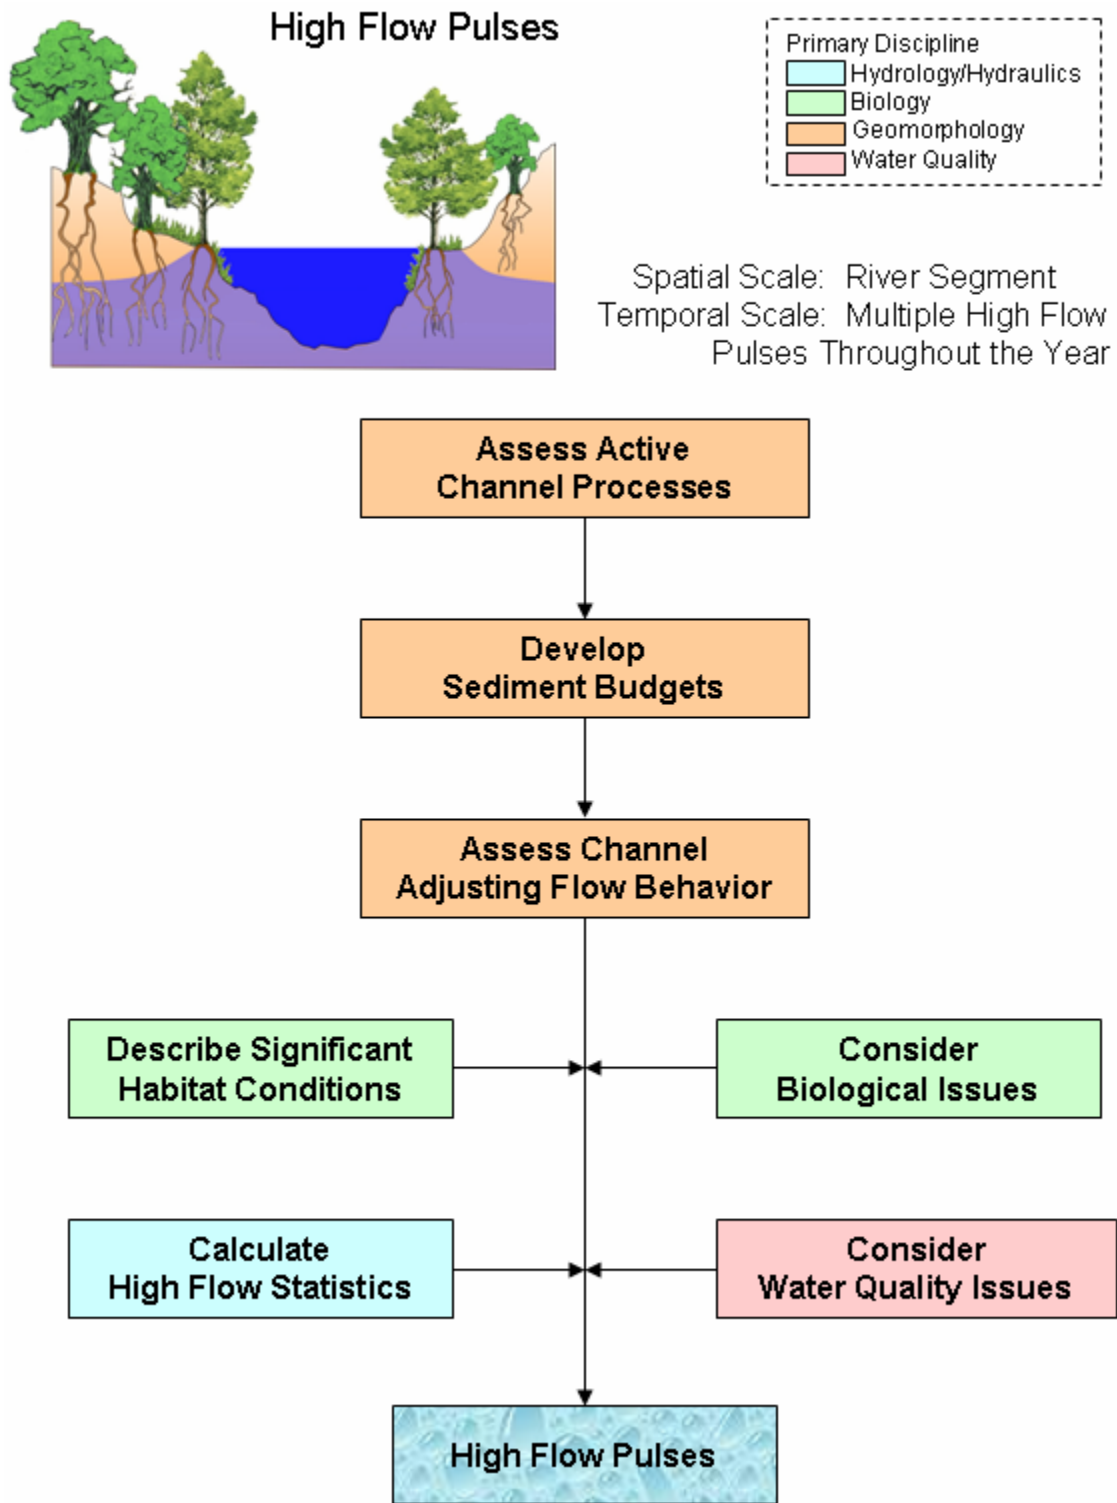 High Flow Pulses
Primary Discipline
Hydrology/Hydraulics
Biology
Geomorphology
Water Quality
Spatial Scale: River Segment
Temporal Scale: Multiple High Flow
Pulses Throughout the Year
Assess Active
Channel Processes
Develop
Sediment Budgets
Assess Channel
Adjusting Flow Behavior
Describe Significant
Habitat Conditions
Consider
Biological Issues
Calculate
High Flow Statistics
Consider
Water Quality Issues
High Flow Pulses